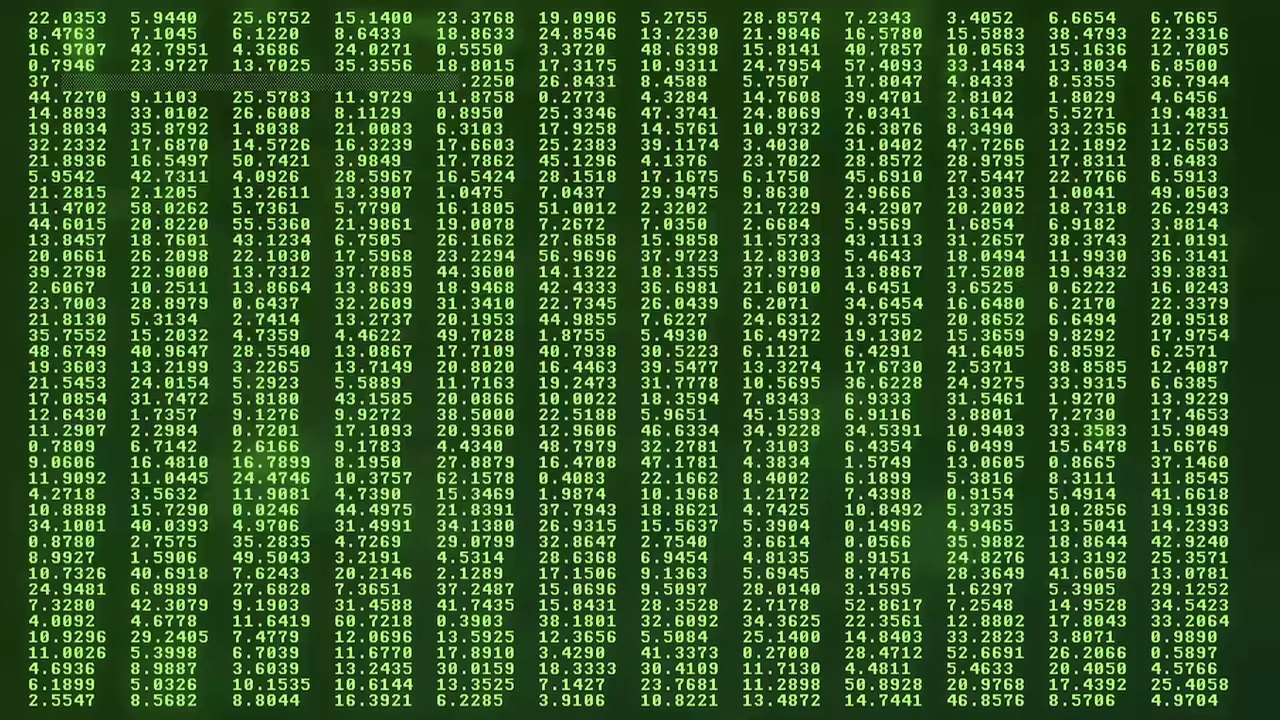 22.0353 5.9440 25.6752 15.1400 23.3768 19.0906 5.2755 28.8574 7.2343 3.4052 6.6654 6.7665
8.4763 7.1045 6.1220 8.6433 18.8633 24.8546 13.2230 21.9846 16.5780 15.5883 38.4793 22.3316
16.9707 42.7951 4.3686 24.0271 0.5550 3.3720 48.6398 15.8141 40.7857 10.0563 15.1636 12.7005
0.7946 23.9727 13.7025 35.3556 18.8015 17.3175 10.9311 24.7954 57.4093 33.1484 13.8034 6.8500
37. .2250 26.8431 8.4588 5.7507 17.8047 4.8433 8.5355 36.7944
44.7270 9.1103 25.5783 11.9729 11.8758 0.2773 4.3284 14.7608 39.4701 2.8102 1.8029 4.6456
14.8893 33.0102 26.6008 8.1129 0.8950 25.3346 47.3741 24.8069 7.0341 3.6144 5.5271 19.4831
19.8034 35.8792 1.8038 21.0083 6.3103 17.9258 14.5761 10.9732 26.3876 8.3490 33.2356 11.2755
32.2332 17.6870 14.5726 16.3239 17.6603 25.2383 39.1174 3.4030 31.0402 47.7266 12.1892 12.6503
21.8936 16.5497 50.7421 3.9849 17.7862 45.1296 4.1376 23.7022 28.8572 28.9795 17.8311 8.6483
5.9542 42.7311 4.0926 28.5967 16.5424 28.1518 17.1675 6.1750 45.6910 27.5447 22.7766 6.5913
21.2815 2.1205 13.2611 13.3907 1.0475 7.0437 29.9475 9.8630 2.9666 13.3035 1.0041 49.0503
11.4702 58.0262 5.7361 5.7790 16.1805 51.0012 2.3202 21.7229 34.2907 20.2002 18.7318 26.2943
44.6015 20.8220 55.5360 21.9861 19.0078 7.2672 7.0350 2.6684 5.9569 1.6854 6.9182 3.8814
13.8457 18.7601 43.1234 6.7505 26.1662 27.6858 15.9858 11.5733 43.1113 31.2657 38.3743 21.0191
20.0661 26.2098 22.1030 17.5968 23.2294 56.9696 37.9723 12.8303 5.4643 18.0494 11.9930 36.3141
39.2798 22.9000 13.7312 37.7885 44.3600 14.1322 18.1355 37.9790 13.8867 17.5208 19.9432 39.3831
2.6067 10.2511 13.8664 13.8639 18.9468 42.4333 36.6981 21.6010 4.6451 3.6525 0.6222 16.0243
23.7003 28.8979 0.6437 32.2609 31.3410 22.7345 26.0439 6.2071 34.6454 16.6480 6.2170 22.3379
21.8130 5.3134 2.7414 13.2737 20.1953 44.9855 7.6227 24.6312 9.3755 20.8652 6.6494 20.9518
35.7552 15.2032 4.7359 4.4622 49.7028 1.8755 5.4930 16.4972 19.1302 15.3659 9.8292 17.9754
48.6749 40.9647 28.5540 13.0867 17.7109 40.7938 30.5223 6.1121 6.4291 41.6405 6.8592 6.2571
19.3603 13.2199 3.2265 13.7149 20.8020 16.4463 39.5477 13.3274 17.6730 2.5371 38.8585 12.4087
21.5453 24.0154 5.2923 5.5889 11.7163 19.2473 31.7778 10.5695 36.6228 24.9275 33.9315 6.6385
17.0854 31.7472 5.8180 43.1585 20.0866 10.0022 18.3594 7.8343 6.9333 31.5461 1.9270 13.9229
12.6430 1.7357 9.1276 9.9272 38.5000 22.5188 5.9651 45.1593 6.9116 3.8801 7.2730 17.4653
11.2907 2.2984 0.7201 17.1093 20.9360 12.9606 46.6334 34.9228 34.5391 10.9403 33.3583 15.9049
0.7809 6.7142 2.6166 9.1783 4.4340 48.7979 32.2781 7.3103 6.4354 6.0499 15.6478 1.6676
9.0606 16.4810 16.7899 8.1950 27.8879 16.4708 47.1781 4.3834 1.5749 13.0605 0.8665 37.1460
11.9092 11.0445 24.4746 10.3757 62.1578 0.4083 22.1662 8.4002 6.1899 5.3816 8.3111 11.8545
4.2718 3.5632 11.9081 4.7390 15.3469 1.9874 10.1968 1.2172 7.4398 0.9154 5.4914 41.6618
10.8888 15.7290 0.0246 44.4975 21.8391 37.7943 18.8621 4.7425 10.8492 5.3735 10.2856 19.1936
34.1001 40.0393 4.9706 31.4991 34.1380 26.9315 15.5637 5.3904 0.1496 4.9465 13.5041 14.2393
0.8780 2.7575 35.2835 4.7269 29.0799 32.8647 2.7540 3.6614 0.0566 35.9882 18.8644 42.9240
8.9927 1.5906 49.5043 3.2191 4.5314 28.6368 6.9454 4.8135 8.9151 24.8276 13.3192 25.3571
10.7326 40.6918 7.6243 20.2146 2.1289 17.1506 9.1363 5.6945 8.7476 28.3649 41.6050 13.0781
24.9481 6.8989 27.6828 7.3651 37.2487 15.0696 9.5097 28.0140 3.1595 1.6297 5.3905 29.1252
7.3280 42.3079 9.1903 31.4588 41.7435 15.8431 28.3528 2.7178 52.8617 7.2548 14.9528 34.5423
4.0092 4.6778 11.6419 60.7218 0.3903 38.1801 32.6092 34.3625 22.3561 12.8802 17.8043 33.2064
10.9296 29.2405 7.4779 12.0696 13.5925 12.3656 5.5084 25.1400 14.8403 33.2823 3.8071 0.9890
11.0026 5.3998 6.7039 11.6770 17.8910 3.4290 41.3373 0.2700 28.4712 52.6691 26.2066 0.5897
4.6936 8.9887 3.6039 13.2435 30.0159 18.3333 30.4109 11.7130 4.4811 5.4633 20.4050 4.5766
6.1899 5.0326 10.1535 10.6144 13.3525 7.1427 23.7681 11.2898 50.8928 20.9768 17.4392 25.4058
2.5547 8.5682 8.8044 16.3921 6.2285 3.9106 10.8221 13.4872 14.7441 46.8576 8.5706 4.9704